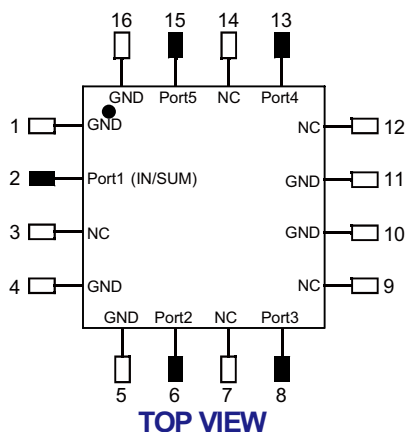 16 15 14 13
GND Port5 NC Port4
1 GND NC 12
2 Port1 (IN/SUM) GND 11
3 NC GND 10
4 GND NC 9
GND Port2 NC Port3
5 6 7 8
TOP VIEW